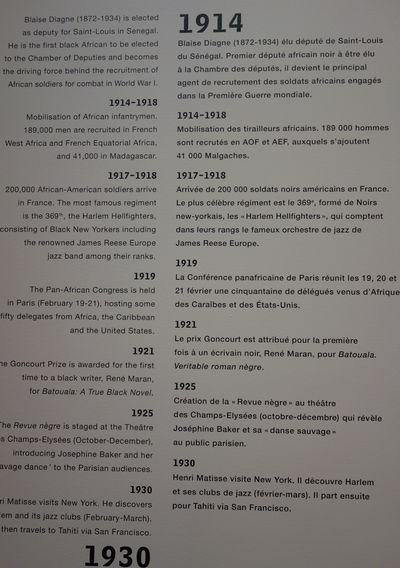 Blaise Diagne (1872-1934) is elected
as deputy for Saint-Louis in Senegal.
He is the first black African to be elected
to the Chamber of Deputies and becomes
the driving force behind the recruitment of
African soldiers for combat in World War I.
1914–1918
Mobilisation of African infantrymen.
189,000 men are recruited in French
West Africa and French Equatorial Africa,
and 41,000 in Madagascar.
1917–1918
200,000 African-American soldiers arrive
in France. The most famous regiment
is the 369th, the Harlem Hellfighters,
consisting of Black New Yorkers including
the renowned James Reese Europe
jazz band among their ranks.
1919
The Pan-African Congress is held
in Paris (February 19-21), hosting some
fifty delegates from Africa, the Caribbean
and the United States.
1921
The Goncourt Prize is awarded for the first
time to a black writer, René Maran,
for Batouala: A True Black Novel.
1925
The Revue nègre is staged at the Théâtre
s Champs-Elysées (October-December),
introducing Josephine Baker and her
avage dance’ to the Parisian audiences.
1930
ri Matisse visits New York. He discovers
em and its jazz clubs (February-March).
then travels to Tahiti via San Francisco.
1930
1914
Blaise Diagne (1872-1934) élu député de Saint-Louis
du Sénégal. Premier député africain noir à être élu
à la Chambre des députés, il devient le principal
agent de recrutement des soldats africains engagés
dans la Première Guerre mondiale.
1914–1918
Mobilisation des tirailleurs africains. 189 000 hommes
sont recrutés en AOF et AEF, auxquels s’ajoutent
41 000 Malgaches.
1917–1918
Arrivée de 200 000 soldats noirs américains en France.
Le plus célèbre régiment est le 369e, formé de Noirs
new-yorkais, les « Harlem Hellfighters », qui comptent
dans leurs rangs le fameux orchestre de jazz de
James Reese Europe.
1919
La Conférence panafricaine de Paris réunit les 19, 20 et
21 février une cinquantaine de délégués venus d’Afrique,
des Caraïbes et des États-Unis.
1921
Le prix Goncourt est attribué pour la première
fois à un écrivain noir, René Maran, pour Batouala.
Veritable roman nègre.
1925
Création de la « Revue nègre » au théâtre
des Champs-Elysées (octobre-décembre) qui révèle
Joséphine Baker et sa « danse sauvage »
au public parisien.
1930
Henri Matisse visite New York. Il découvre Harlem
et ses clubs de jazz (février-mars). Il part ensuite
pour Tahiti via San Francisco.